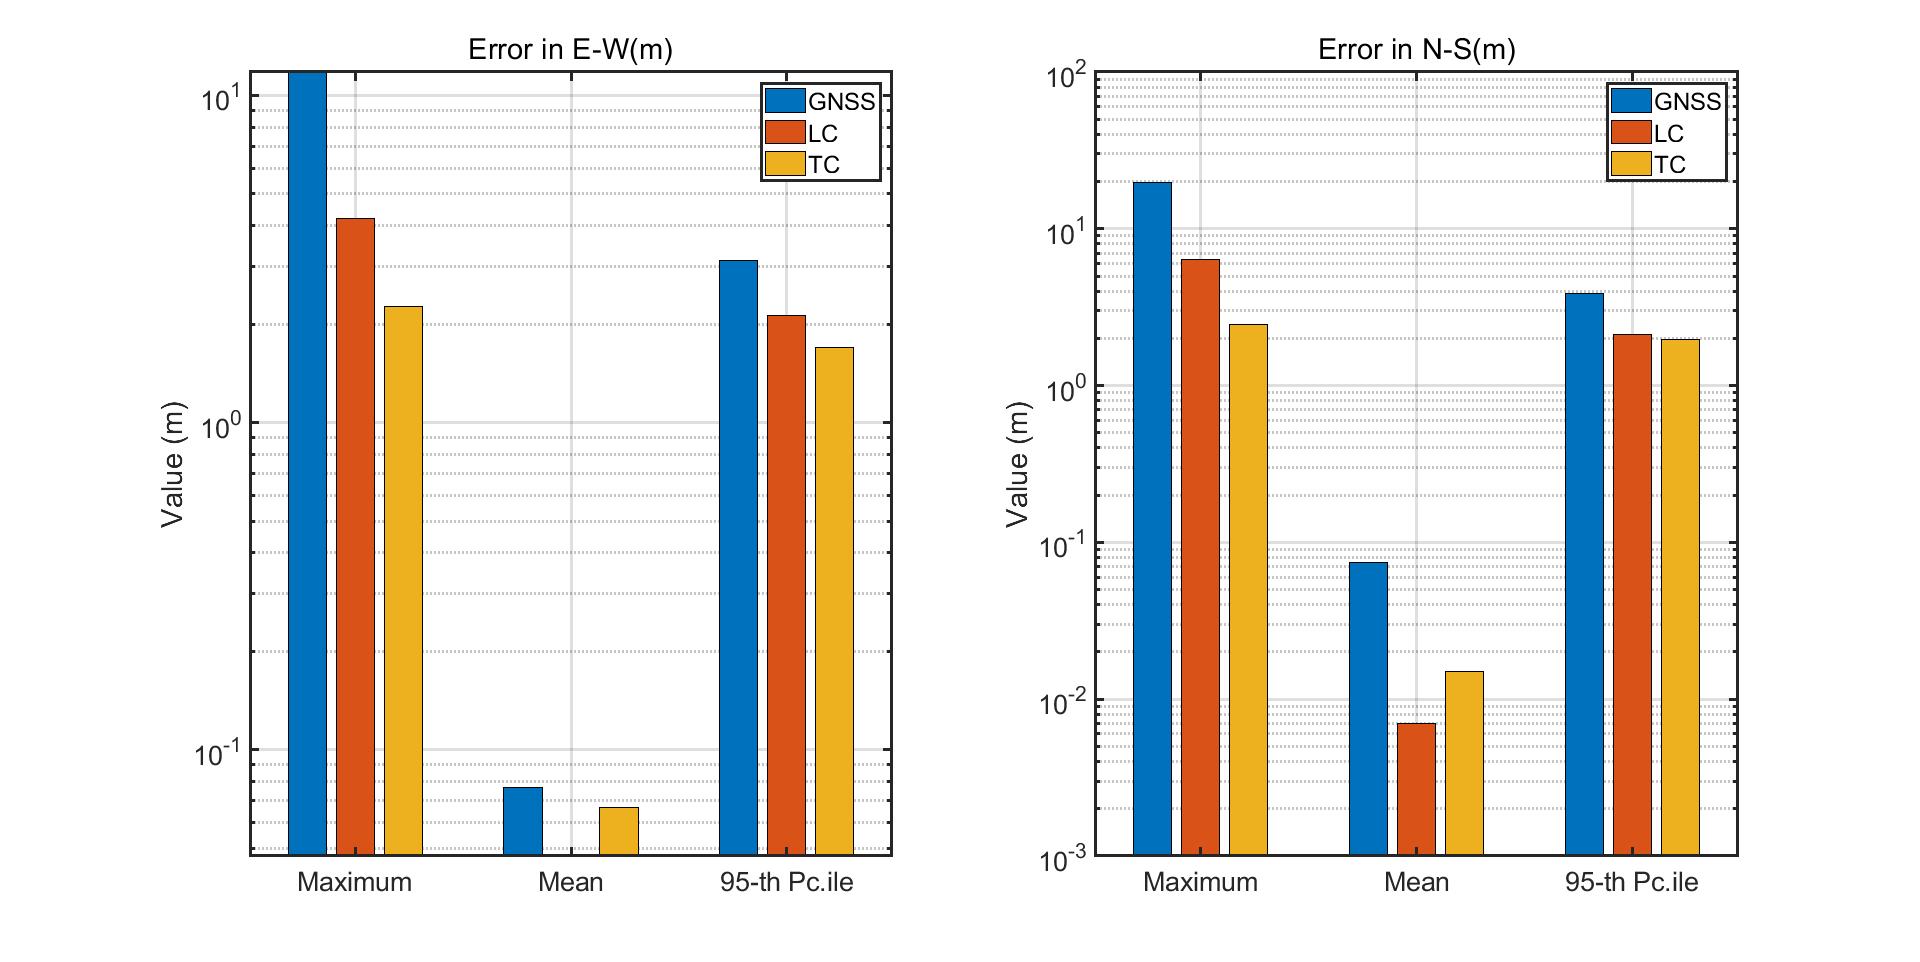 Error in E-W(m)
10^1
10^0
10^-1
Value (m)
GNSS
LC
TC
Maximum
Mean
95-th Pc.ile
Error in N-S(m)
10^2
10^1
10^0
10^-1
10^-2
10^-3
Value (m)
GNSS
LC
TC
Maximum
Mean
95-th Pc.ile